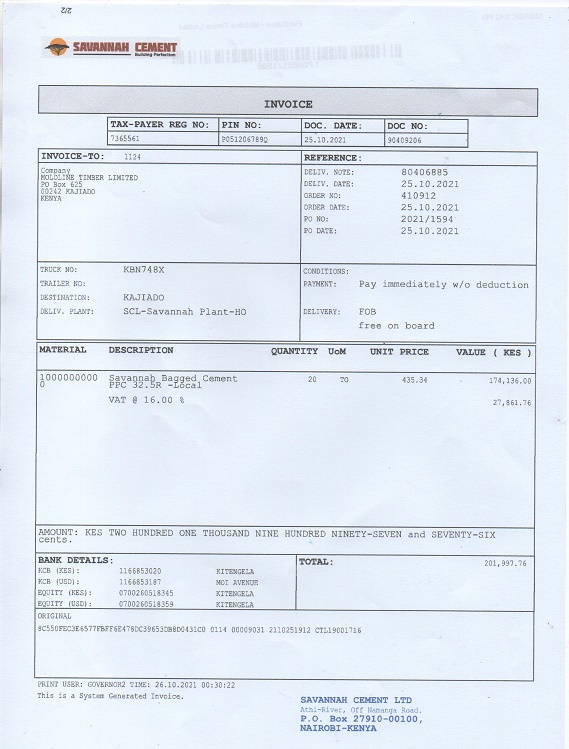 2/2
SAVANNAH CEMENT
Building Perfection
INVOICE
TAX-PAYER REG NO: PIN NO: DOC. DATE: DOC NO:
7365561 P051206789Q 25.10.2021 90409206
INVOICE-TO: 1124 REFERENCE:
Company
MOLOLINE TIMBER LIMITED
PO Box 625
00242 KAJIADO
KENYA
DELIV. NOTE: 80406885
DELIV. DATE: 25.10.2021
ORDER NO: 410912
ORDER DATE: 25.10.2021
PO NO: 2021/1594
PO DATE: 25.10.2021
TRUCK NO: KBN748X
TRAILER NO:
DESTINATION: KAJIADO
DELIV. PLANT: SCL-Savannah Plant-HO
CONDITIONS:
PAYMENT: Pay immediately w/o deduction
DELIVERY: FOB
free on board
MATERIAL DESCRIPTION QUANTITY UoM UNIT PRICE VALUE ( KES )
1000000000 Savannah Bagged Cement 20 TO 435.34 174,136.00
0 PPC 32.5R -Local
VAT @ 16.00 % 27,861.76
AMOUNT: KES TWO HUNDRED ONE THOUSAND NINE HUNDRED NINETY-SEVEN and SEVENTY-SIX
cents.
BANK DETAILS: TOTAL: 201,997.76
KCB (KES): 1166853020 KITENGELA
KCB (USD): 1166853187 MOI AVENUE
EQUITY (KES): 0700260518345 KITENGELA
EQUITY (USD): 0700260518359 KITENGELA
ORIGINAL
8C550FEC3E6577FBFF6E478DC39653DB8D0431C0 0114 00009031 2110251912 CTL19001716
PRINT USER: GOVERNOR2 TIME: 26.10.2021 00:30:22
This is a System Generated Invoice.
SAVANNAH CEMENT LTD
Athi-River, Off Namanga Road.
P.O. Box 27910-00100,
NAIROBI-KENYA